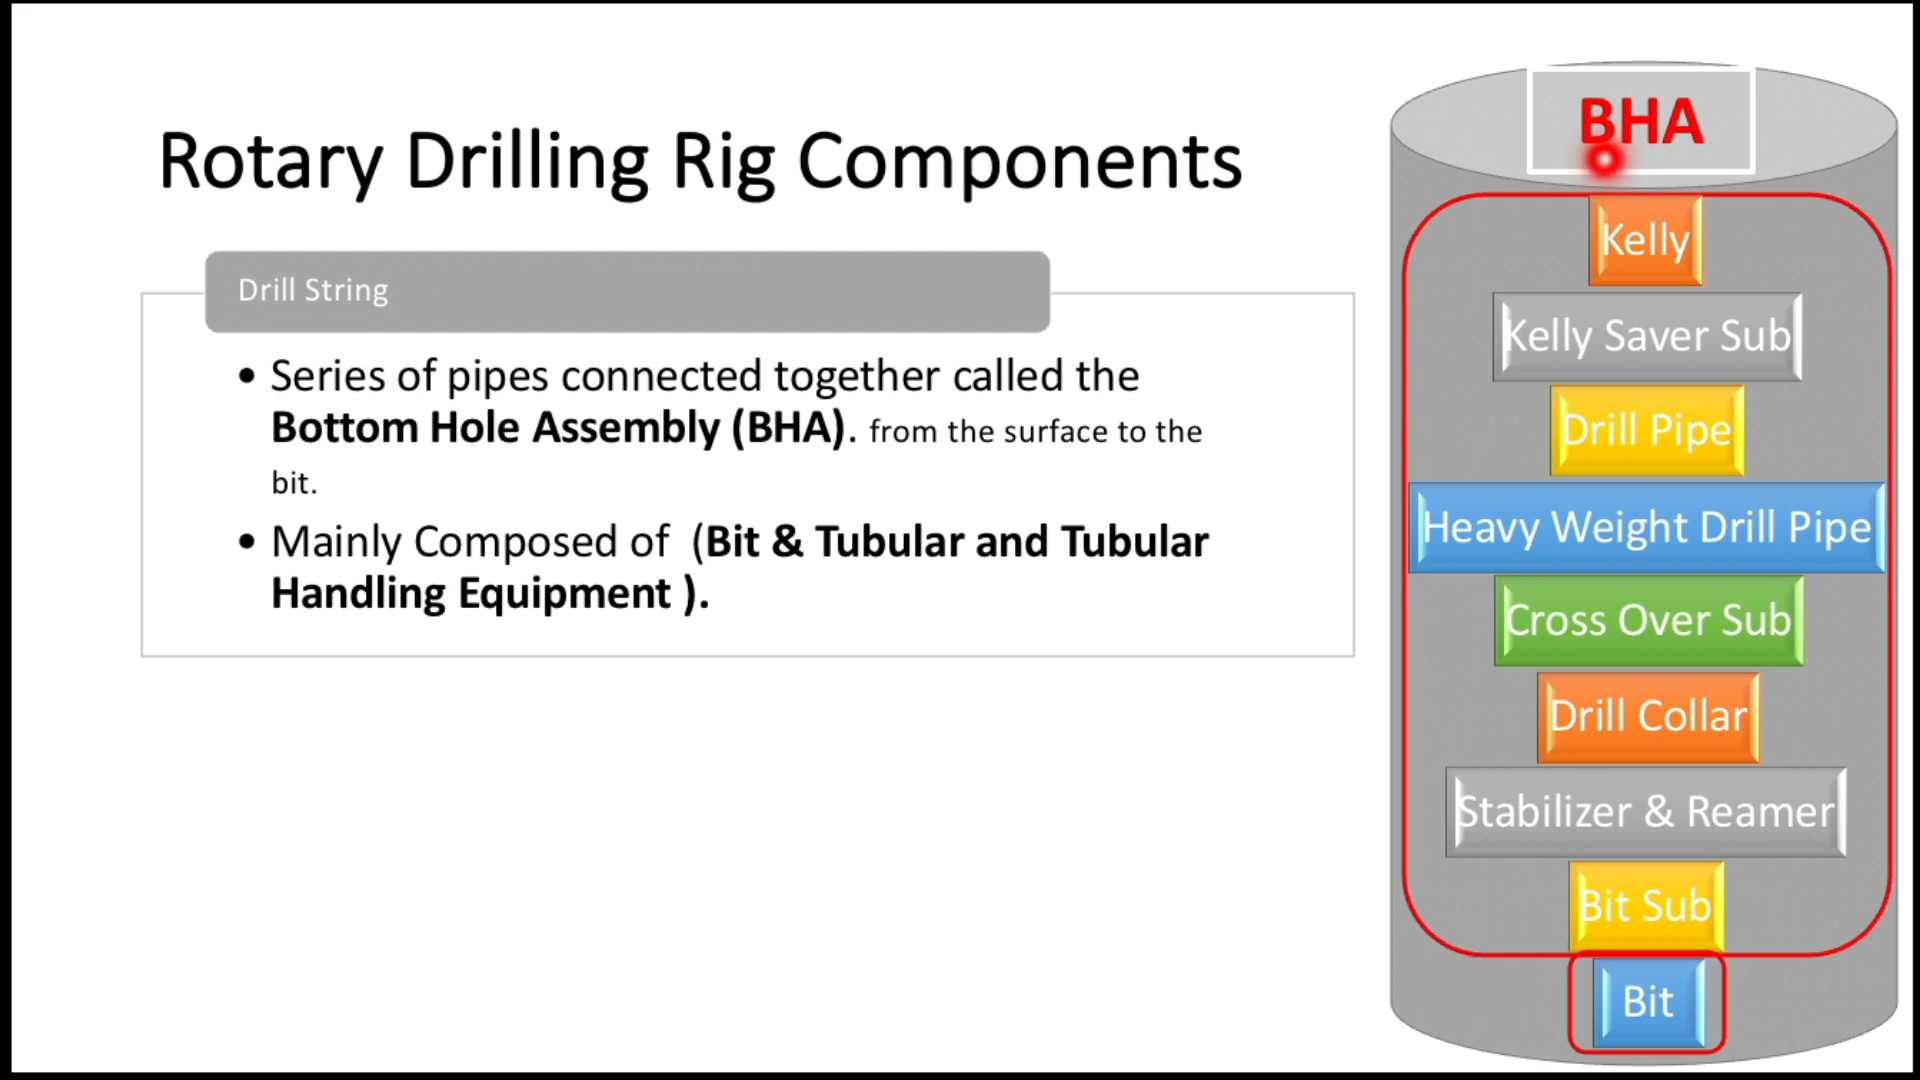 Rotary Drilling Rig Components
Drill String
• Series of pipes connected together called the
Bottom Hole Assembly (BHA). from the surface to the
bit.
• Mainly Composed of (Bit & Tubular and Tubular
Handling Equipment ).
BHA
Kelly
Kelly Saver Sub
Drill Pipe
Heavy Weight Drill Pipe
Cross Over Sub
Drill Collar
Stabilizer & Reamer
Bit Sub
Bit